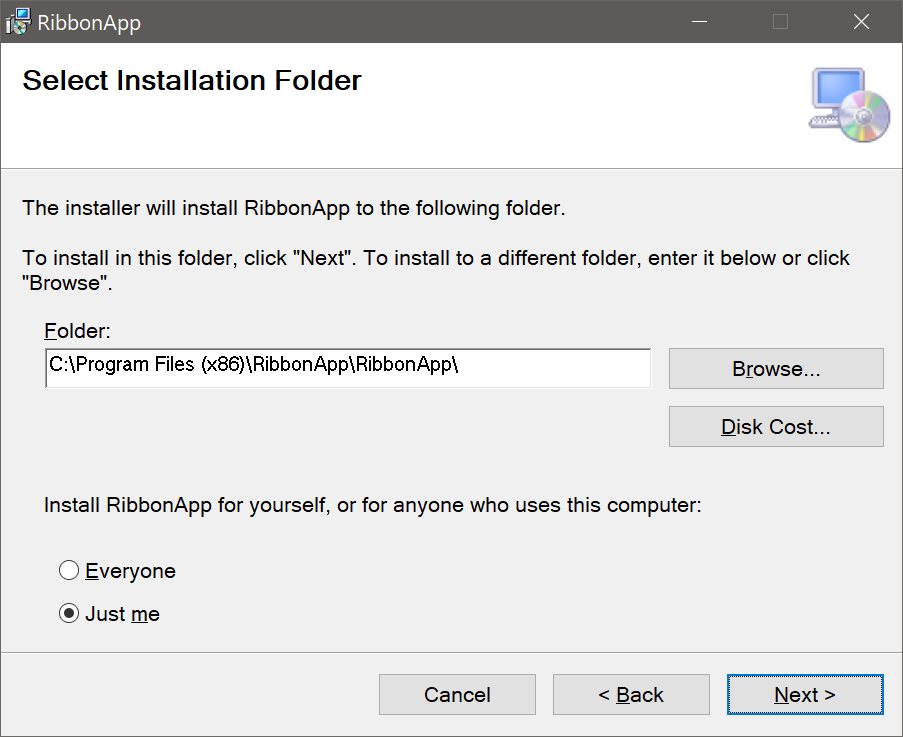 RibbonApp
Select Installation Folder
The installer will install RibbonApp to the following folder.
To install in this folder, click "Next". To install to a different folder, enter it below or click
"Browse".
Folder:
C:\Program Files (x86)\RibbonApp\RibbonApp\
Browse...
Disk Cost...
Install RibbonApp for yourself, or for anyone who uses this computer:
Everyone
Just me
Cancel
< Back
Next >